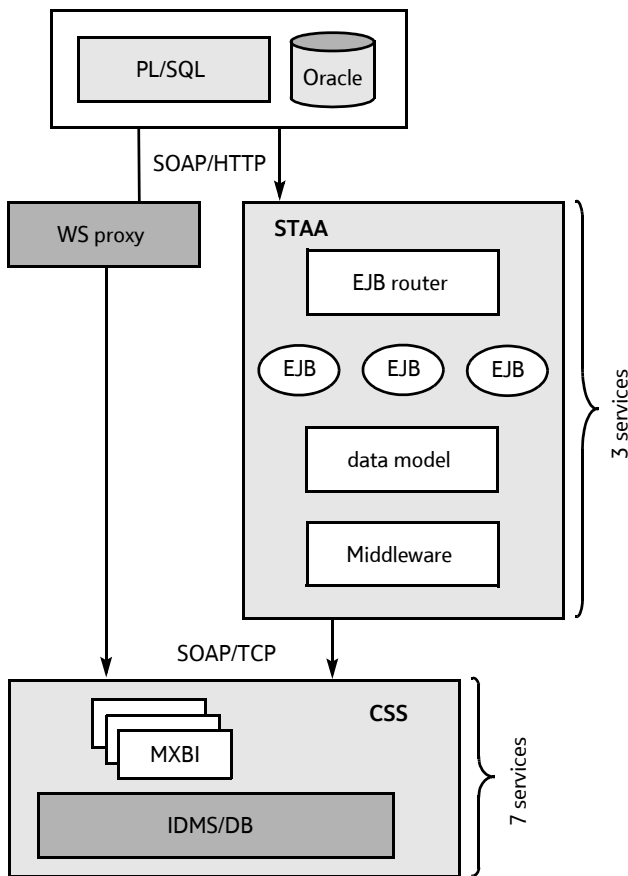 PL/SQL
Oracle
SOAP/HTTP
WS proxy
STAA
EJB router
EJB
EJB
EJB
data model
Middleware
3 services
SOAP/TCP
CSS
MXBI
IDMS/DB
7 services